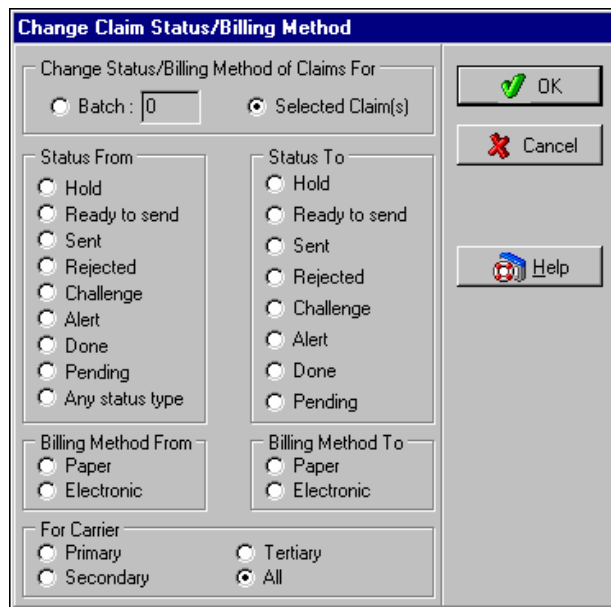 Change Claim Status/Billing Method
Change Status/Billing Method of Claims For
Batch : 0
Selected Claim(s)
OK
Cancel
Help
Status From
Hold
Ready to send
Sent
Rejected
Challenge
Alert
Done
Pending
Any status type
Status To
Hold
Ready to send
Sent
Rejected
Challenge
Alert
Done
Pending
Billing Method From
Paper
Electronic
Billing Method To
Paper
Electronic
For Carrier
Primary
Secondary
Tertiary
All